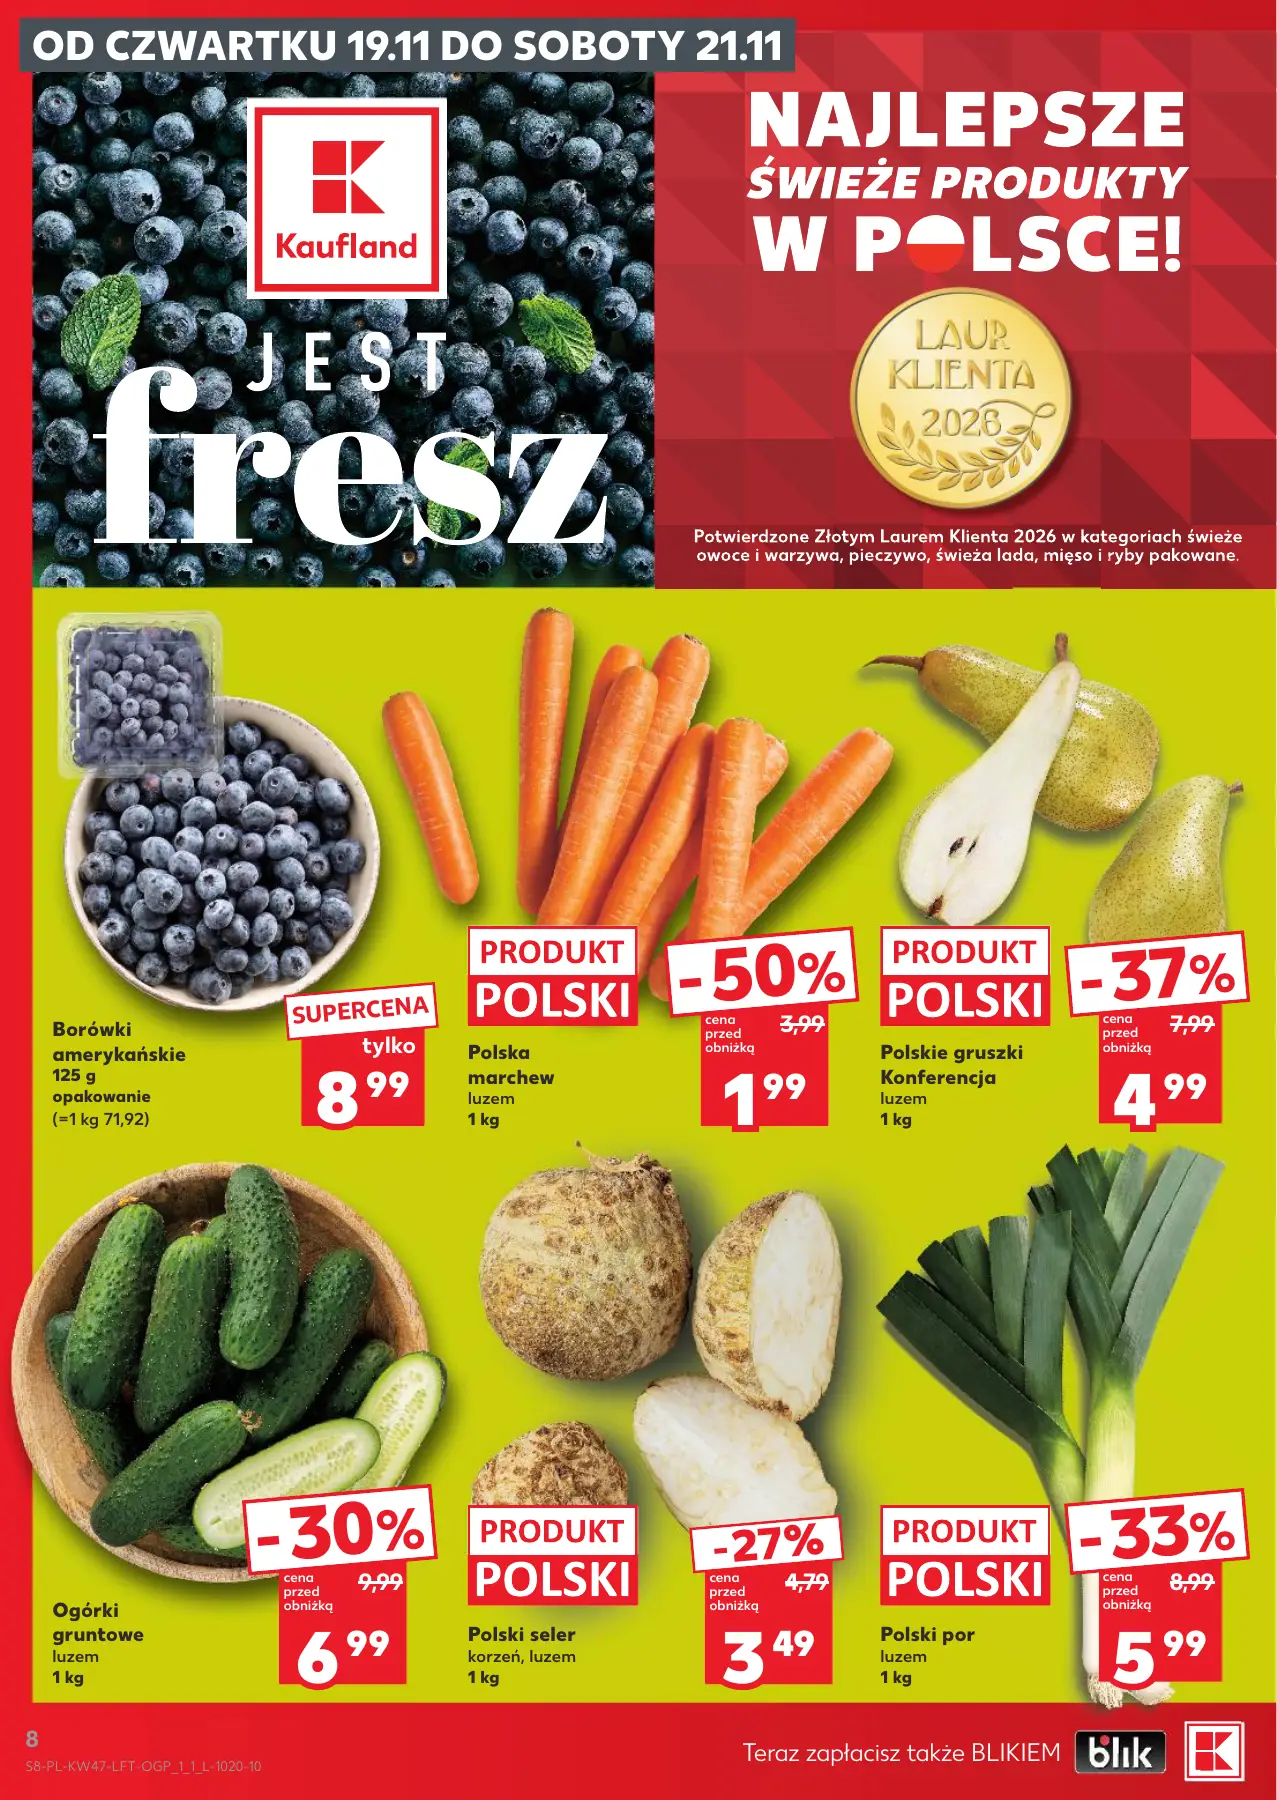 OD CZWARTKU 19.11 DO SOBOTY 21.11
Kaufland
JEST
fresz
NAJLEPSZE
ŚWIEŻE PRODUKTY
W POLSCE!
LAUR
KLIENTA
2026
Potwierdzone Złotym Laurem Klienta 2026 w kategoriach świeże
owoce i warzywa, pieczywo, świeża lada, mięso i ryby pakowane.
Borówki
amerykańskie
125 g
opakowanie
(=1 kg 71,92)
SUPERCENA
tylko
8 99
PRODUKT
POLSKI
Polska
marchew
luzem
1 kg
-50%
cena
przed
obniżką
3,99
1 99
PRODUKT
POLSKI
Polskie gruszki
Konferencja
luzem
1 kg
-37%
cena
przed
obniżką
7,99
4 99
Ogórki
gruntowe
luzem
1 kg
-30%
cena
przed
obniżką
9,99
6 99
PRODUKT
POLSKI
Polski seler
korzeń, luzem
1 kg
-27%
cena
przed
obniżką
4,79
3 49
PRODUKT
POLSKI
Polski por
luzem
1 kg
-33%
cena
przed
obniżką
8,99
5 99
8
S8-PL-KW47-LFT-OGP_1_1_L-1020-10
Teraz zapłacisz także BLIKIEM
blik